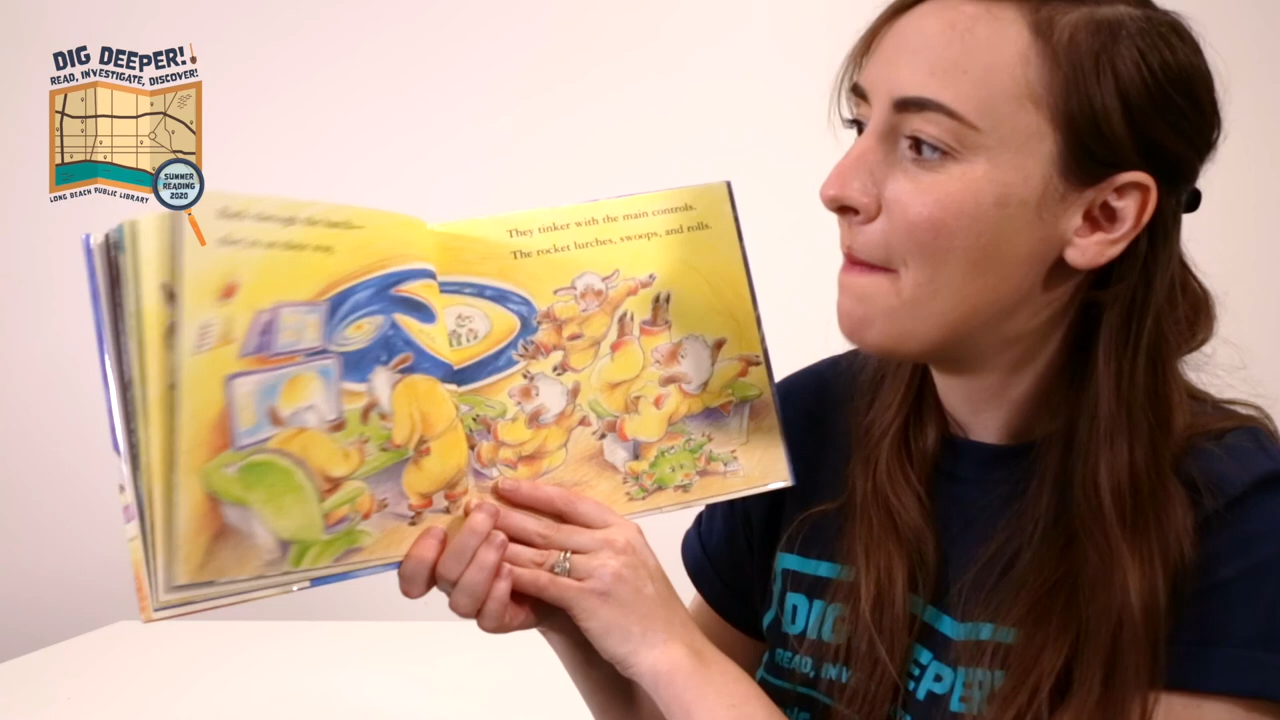 DIG DEEPER!
READ, INVESTIGATE, DISCOVER!
SUMMER
READING
2020
LONG BEACH PUBLIC LIBRARY
They tinker with the main controls.
The rocket lurches, swoops, and rolls.
DIG
EEPER
READ, INV